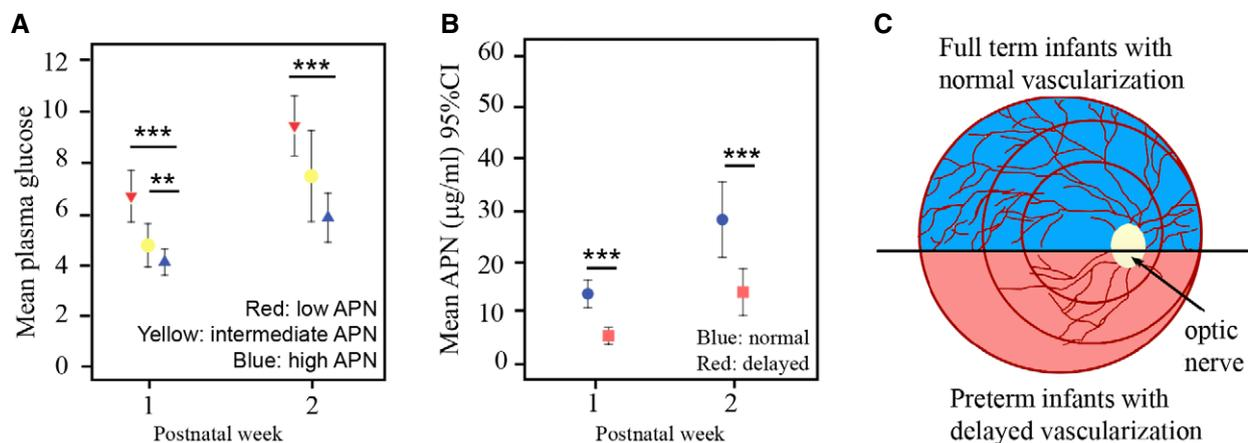 A
12
10
8
6
4
2
0
Mean plasma glucose
***
**
***
Red: low APN
Yellow: intermediate APN
Blue: high APN
1
2
Postnatal week
B
60
50
40
30
20
10
0
Mean APN (µg/ml) 95%CI
***
***
Blue: normal
Red: delayed
1
2
Postnatal week
C
Full term infants with
normal vascularization
optic
nerve
Preterm infants with
delayed vascularization